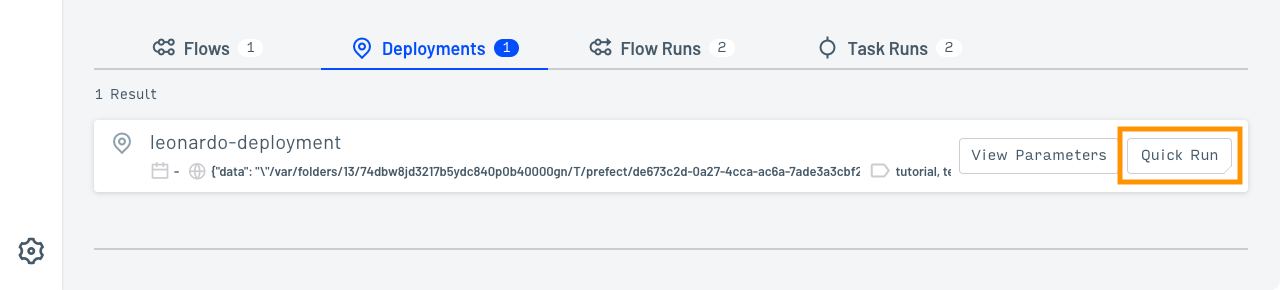 Flows 1 Deployments 1 Flow Runs 2 Task Runs 2
1 Result
leonardo-deployment
View Parameters Quick Run
- {"data": "\"/var/folders/13/74dbw8jd3217b5ydc840p0b40000gn/T/prefect/de673c2d-0a27-4cca-ac6a-7ade3a3cbf2 tutorial, te